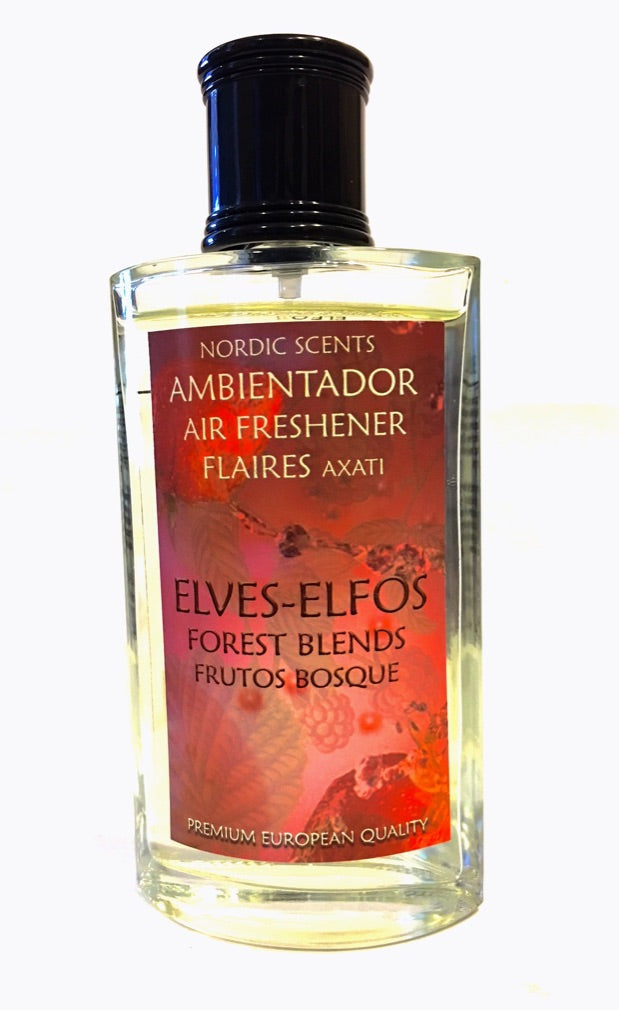 NORDIC SCENTS
AMBIENTADOR
AIR FRESHENER
FLAIRES AXATI
ELVES-ELFOS
FOREST BLENDS
FRUTOS BOSQUE
PREMIUM EUROPEAN QUALITY